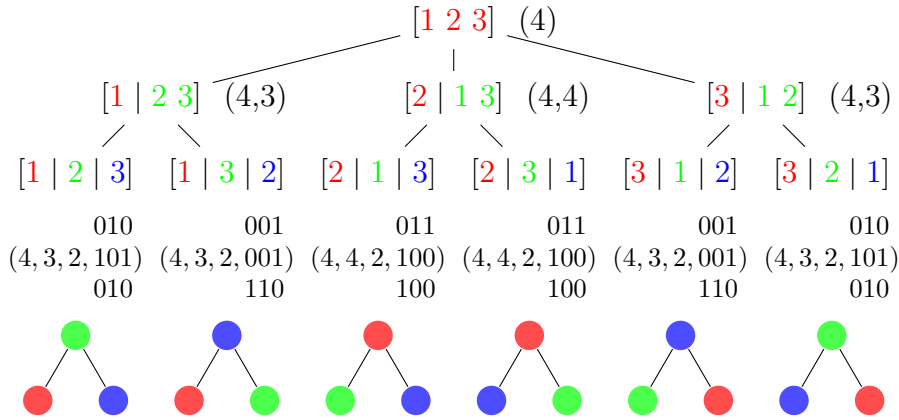 [1 2 3] (4)
[1 | 2 3] (4,3) [2 | 1 3] (4,4) [3 | 1 2] (4,3)
[1 | 2 | 3] [1 | 3 | 2] [2 | 1 | 3] [2 | 3 | 1] [3 | 1 | 2] [3 | 2 | 1]
010 001 011 011 001 010
(4, 3, 2, 101) (4, 3, 2, 001) (4, 4, 2, 100) (4, 4, 2, 100) (4, 3, 2, 001) (4, 3, 2, 101)
010 110 100 100 110 010